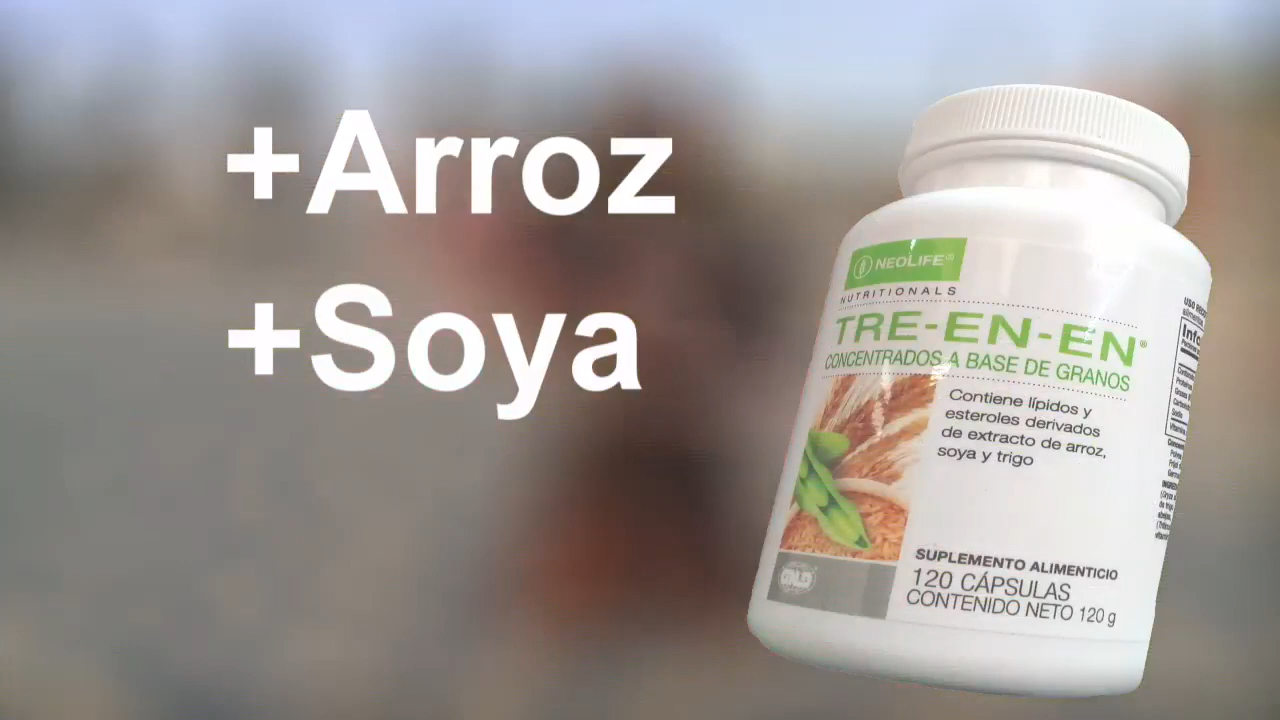 +Arroz
+Soya
NEOLIFE®
NUTRITIONALS
TRE-EN-EN®
CONCENTRADOS A BASE DE GRANOS
Contiene lípidos y
esteroles derivados
de extracto de arroz,
soya y trigo
SUPLEMENTO ALIMENTICIO
120 CÁPSULAS
CONTENIDO NETO 120 g
USO